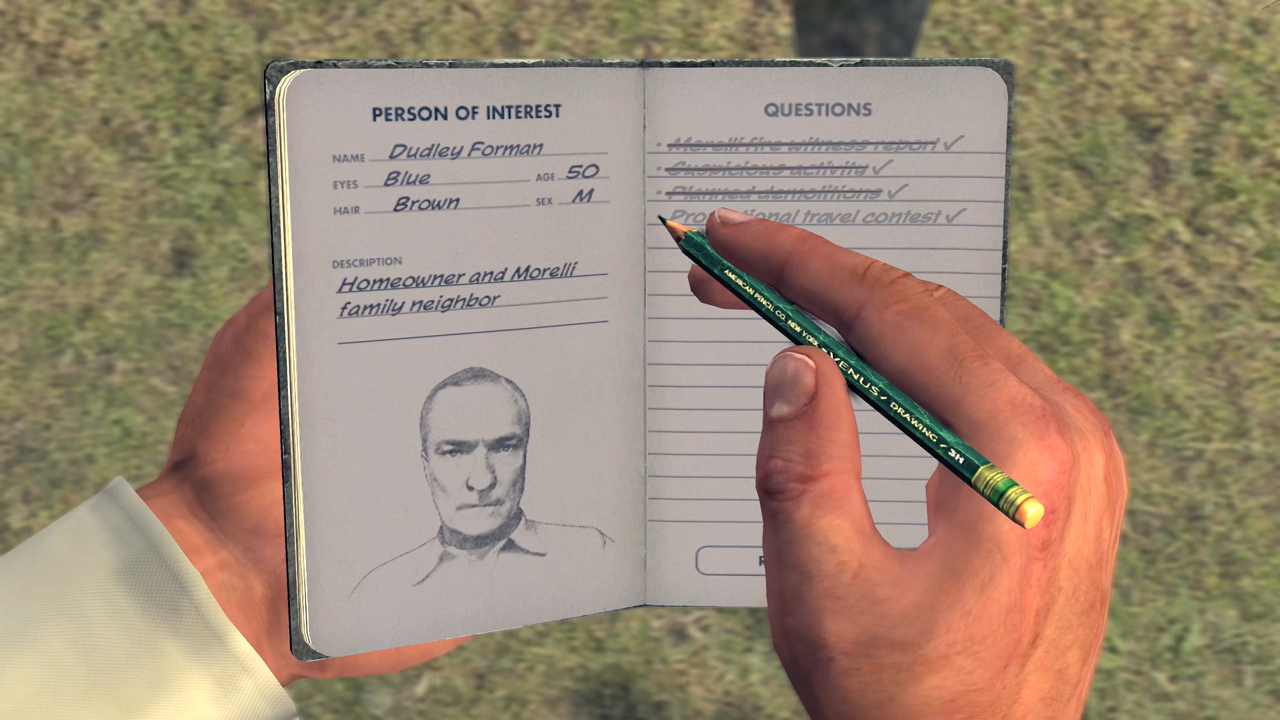 PERSON OF INTEREST
NAME Dudley Forman
EYES Blue AGE 50
HAIR Brown SEX M
DESCRIPTION
Homeowner and Morelli
family neighbor
QUESTIONS
• Morelli fire witness report ✓
• Suspicious activity ✓
• Planned demolitions ✓
travel contest ✓
AMERICAN PENCIL CO. NEW YORK VENUS / DRAWING / 3H